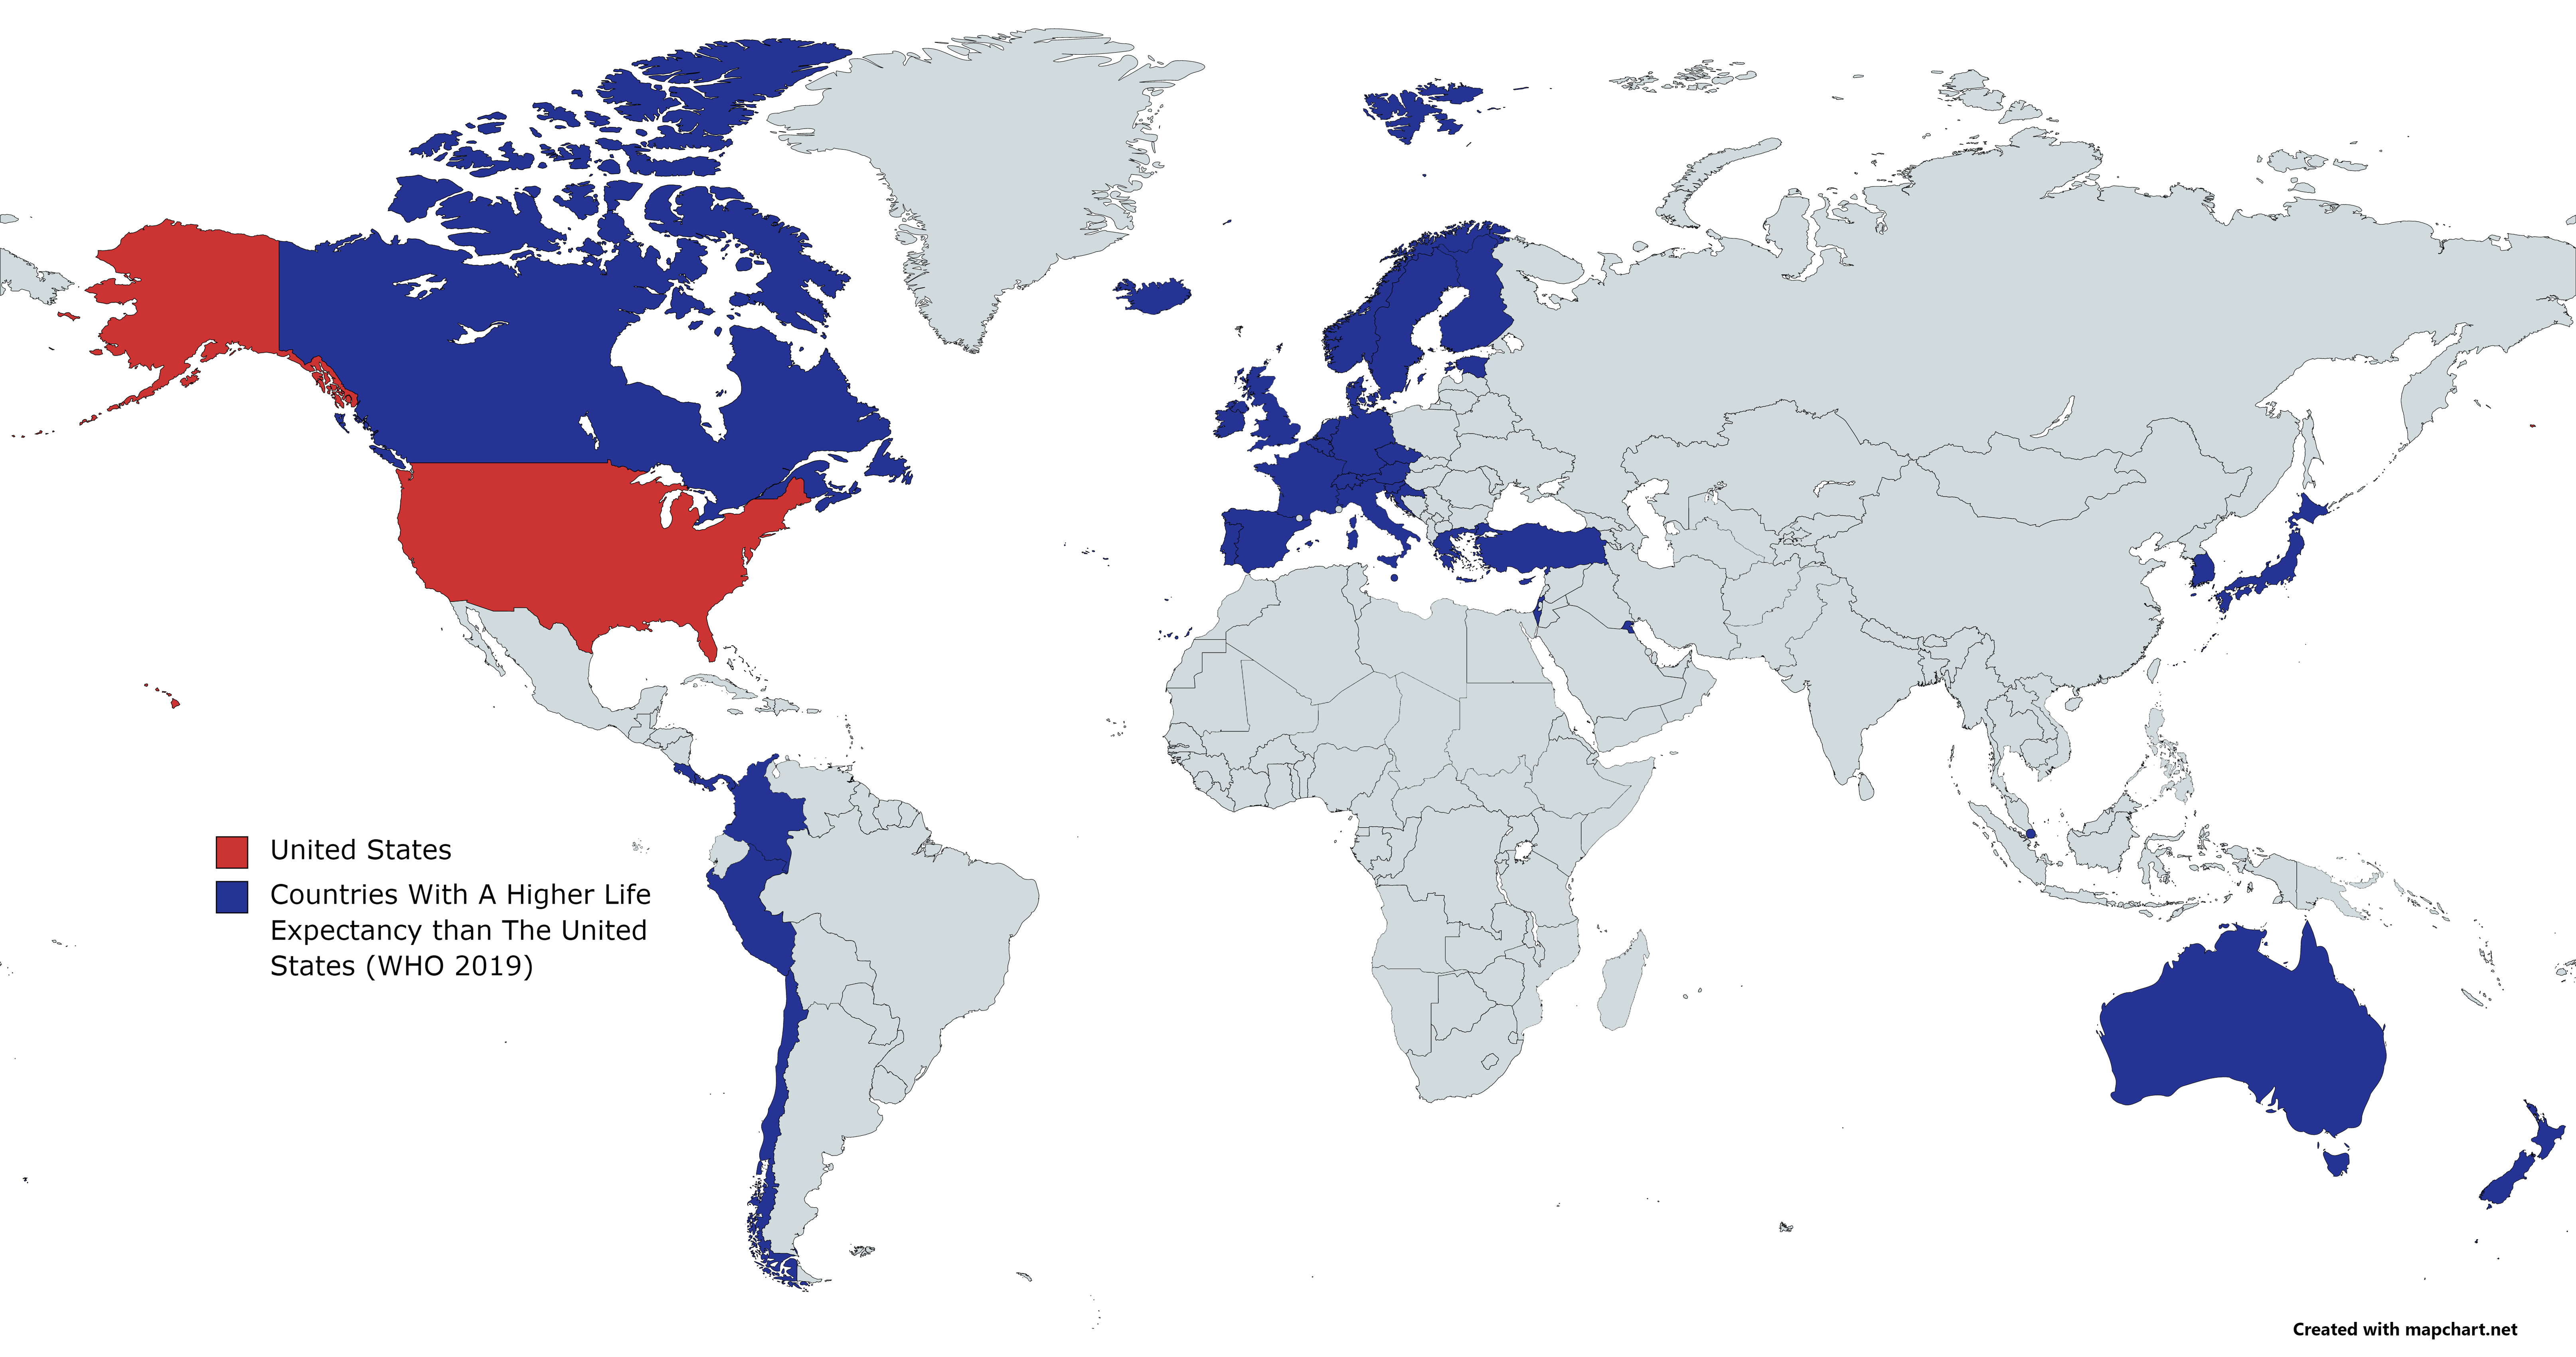 United States
Countries With A Higher Life
Expectancy than The United
States (WHO 2019)
Created with mapchart.net